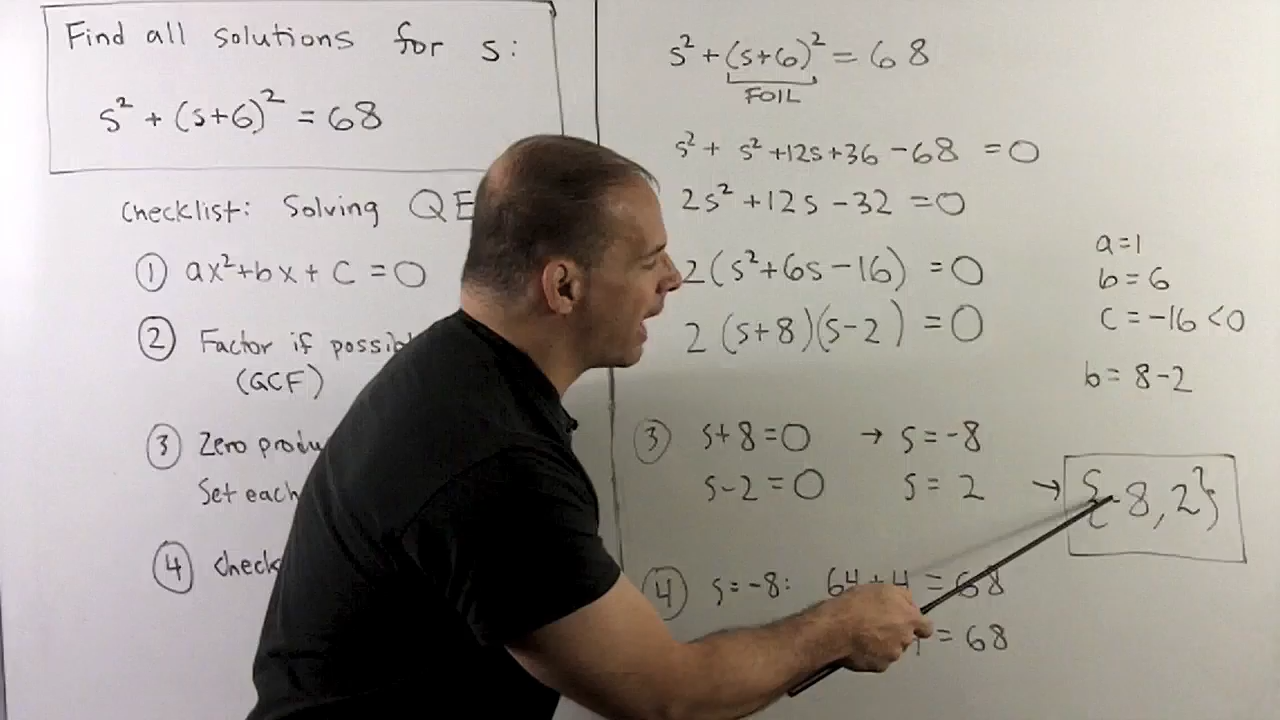 Find all solutions for s:
s² + (s+6)² = 68
Checklist: Solving QE
① ax²+bx+c=0
② Factor if
(GCF)
③ Zero
Set each
④ Check
s² + (s+6)² = 68
FOIL
s² + s² +12s+36 -68 =0
2s² +12s -32 =0
2(s²+6s-16) =0
2 (s+8)(s-2) =0
a=1
b=6
c=-16<0
b= 8-2
③ s+8=0 → s=-8
s-2=0 s= 2 → {-8,2}
④ s=-8: 64+4 = 68
= 68